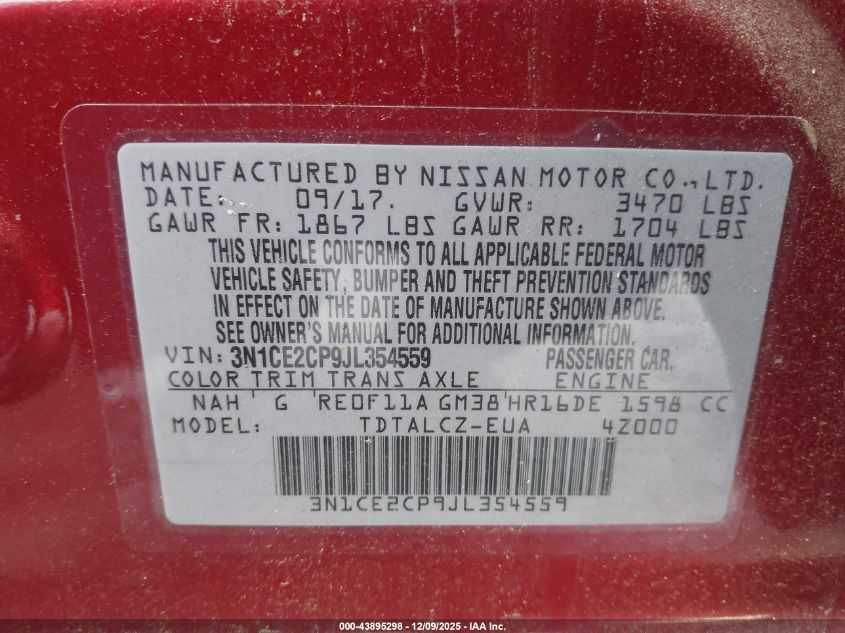 MANUFACTURED BY NISSAN MOTOR CO., LTD.
DATE: 09/17. GVWR: 3470 LBS
GAWR FR: 1867 LBS GAWR RR: 1704 LBS
THIS VEHICLE CONFORMS TO ALL APPLICABLE FEDERAL MOTOR
VEHICLE SAFETY, BUMPER AND THEFT PREVENTION STANDARDS
IN EFFECT ON THE DATE OF MANUFACTURE SHOWN ABOVE.
SEE OWNER'S MANUAL FOR ADDITIONAL INFORMATION.
VIN: 3N1CE2CP9JL354559 PASSENGER CAR.
COLOR TRIM TRANS AXLE ENGINE
NAH G RE0F11A GM38 HR16DE 1598 CC
MODEL: TDTALCZ-EUA 4Z000
3N1CE2CP9JL354559
000-43895298 - 12/09/2025 - IAA Inc.